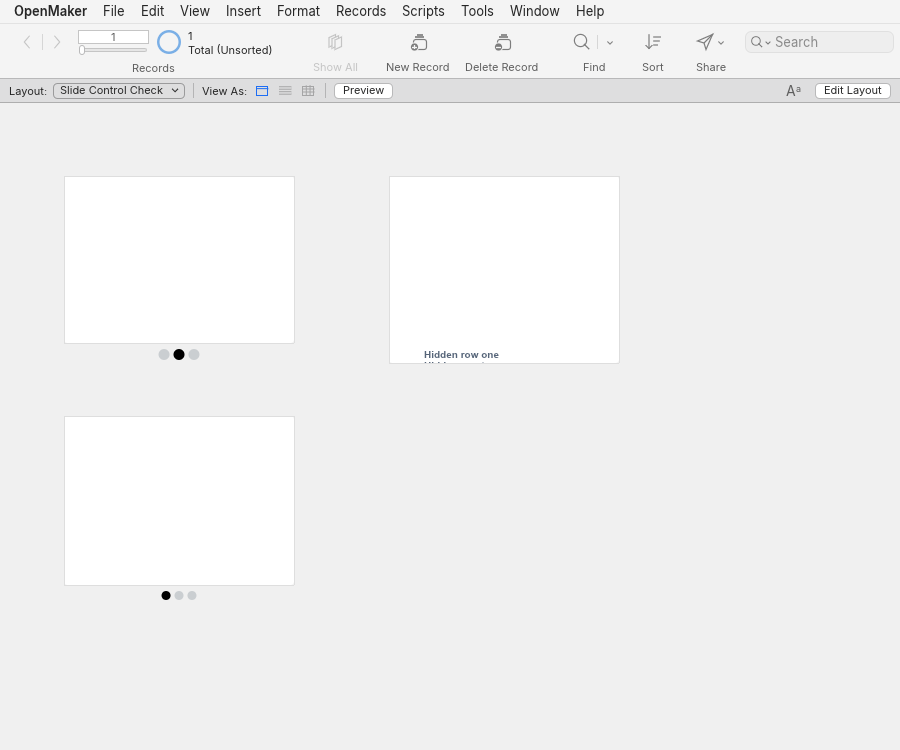 OpenMaker File Edit View Insert Format Records Scripts Tools Window Help
1
1
Total (Unsorted)
Records
Show All
New Record
Delete Record
Find
Sort
Share
Search
Layout: Slide Control Check
View As:
Preview
Aa
Edit Layout
Hidden row one